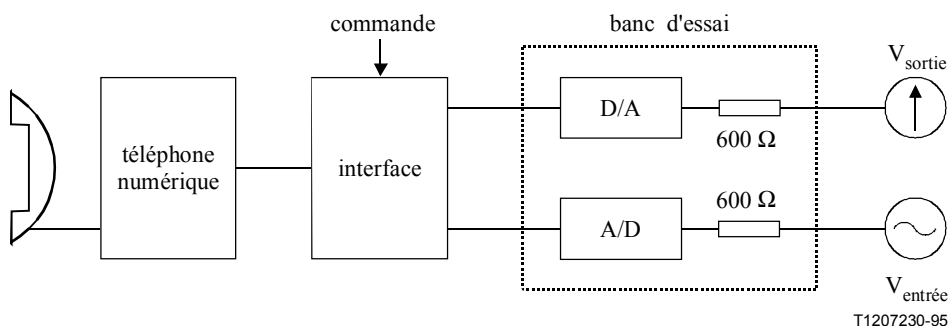 commande
banc d'essai
V sortie
D/A
600 Ω
téléphone
numérique
interface
600 Ω
A/D
V entrée
T1207230-95